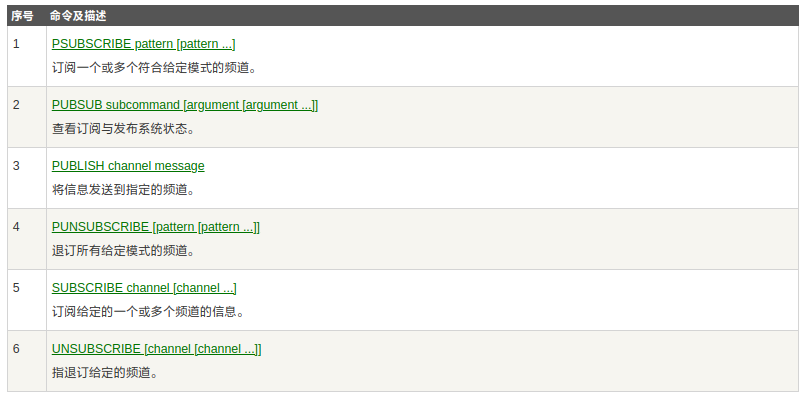 序号 命令及描述
1 PSUBSCRIBE pattern [pattern ...]
订阅一个或多个符合给定模式的频道。
2 PUBSUB subcommand [argument [argument ...]]
查看订阅与发布系统状态。
3 PUBLISH channel message
将信息发送到指定的频道。
4 PUNSUBSCRIBE [pattern [pattern ...]]
退订所有给定模式的频道。
5 SUBSCRIBE channel [channel ...]
订阅给定的一个或多个频道的信息。
6 UNSUBSCRIBE [channel [channel ...]]
指退订给定的频道。